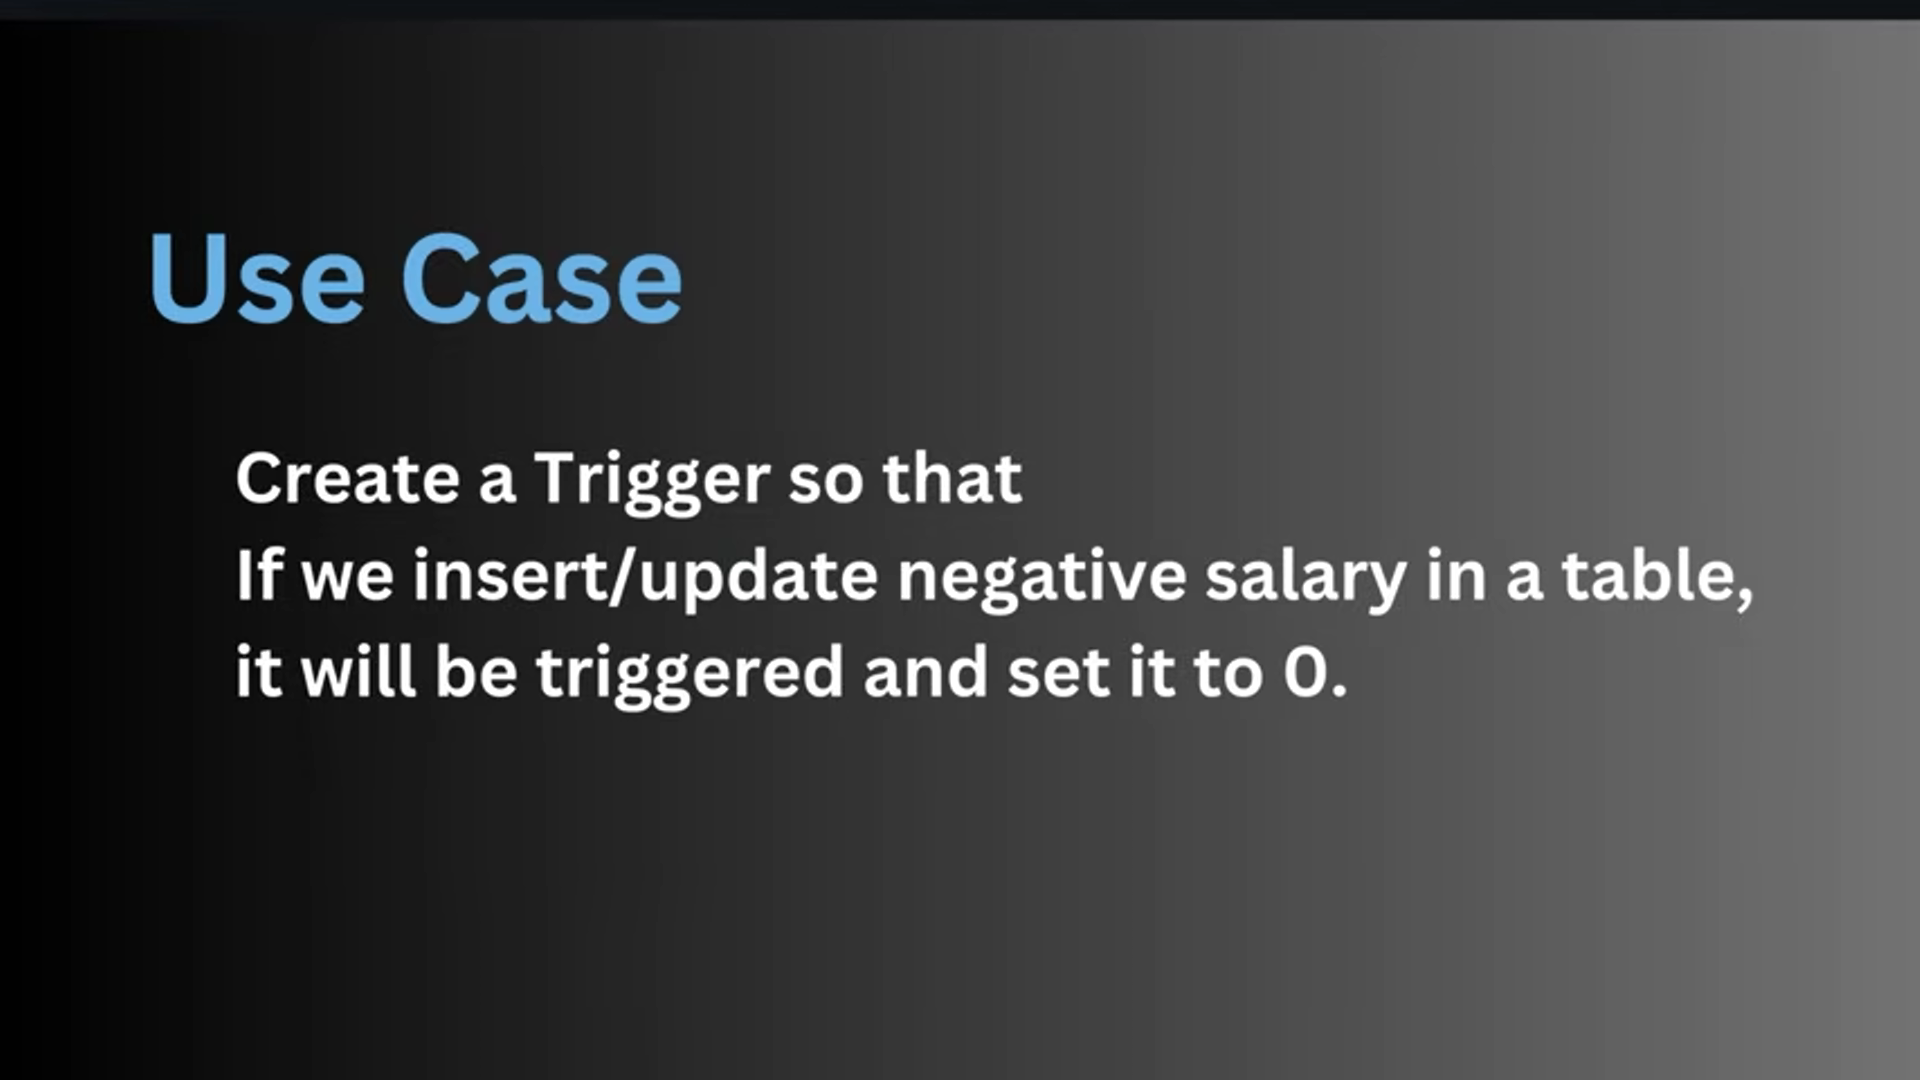 Use Case
Create a Trigger so that
If we insert/update negative salary in a table,
it will be triggered and set it to 0.